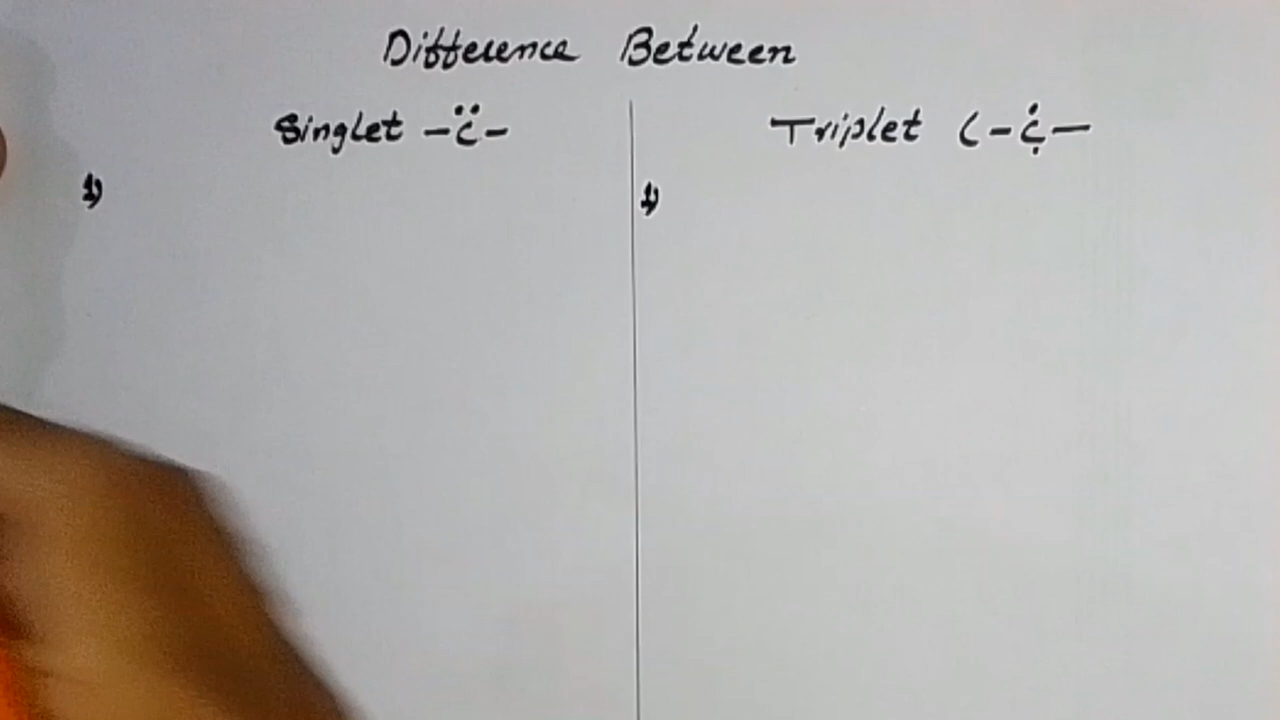 Difference Between
Singlet -C̈-
Triplet (-Ċ̣-
1)
1)